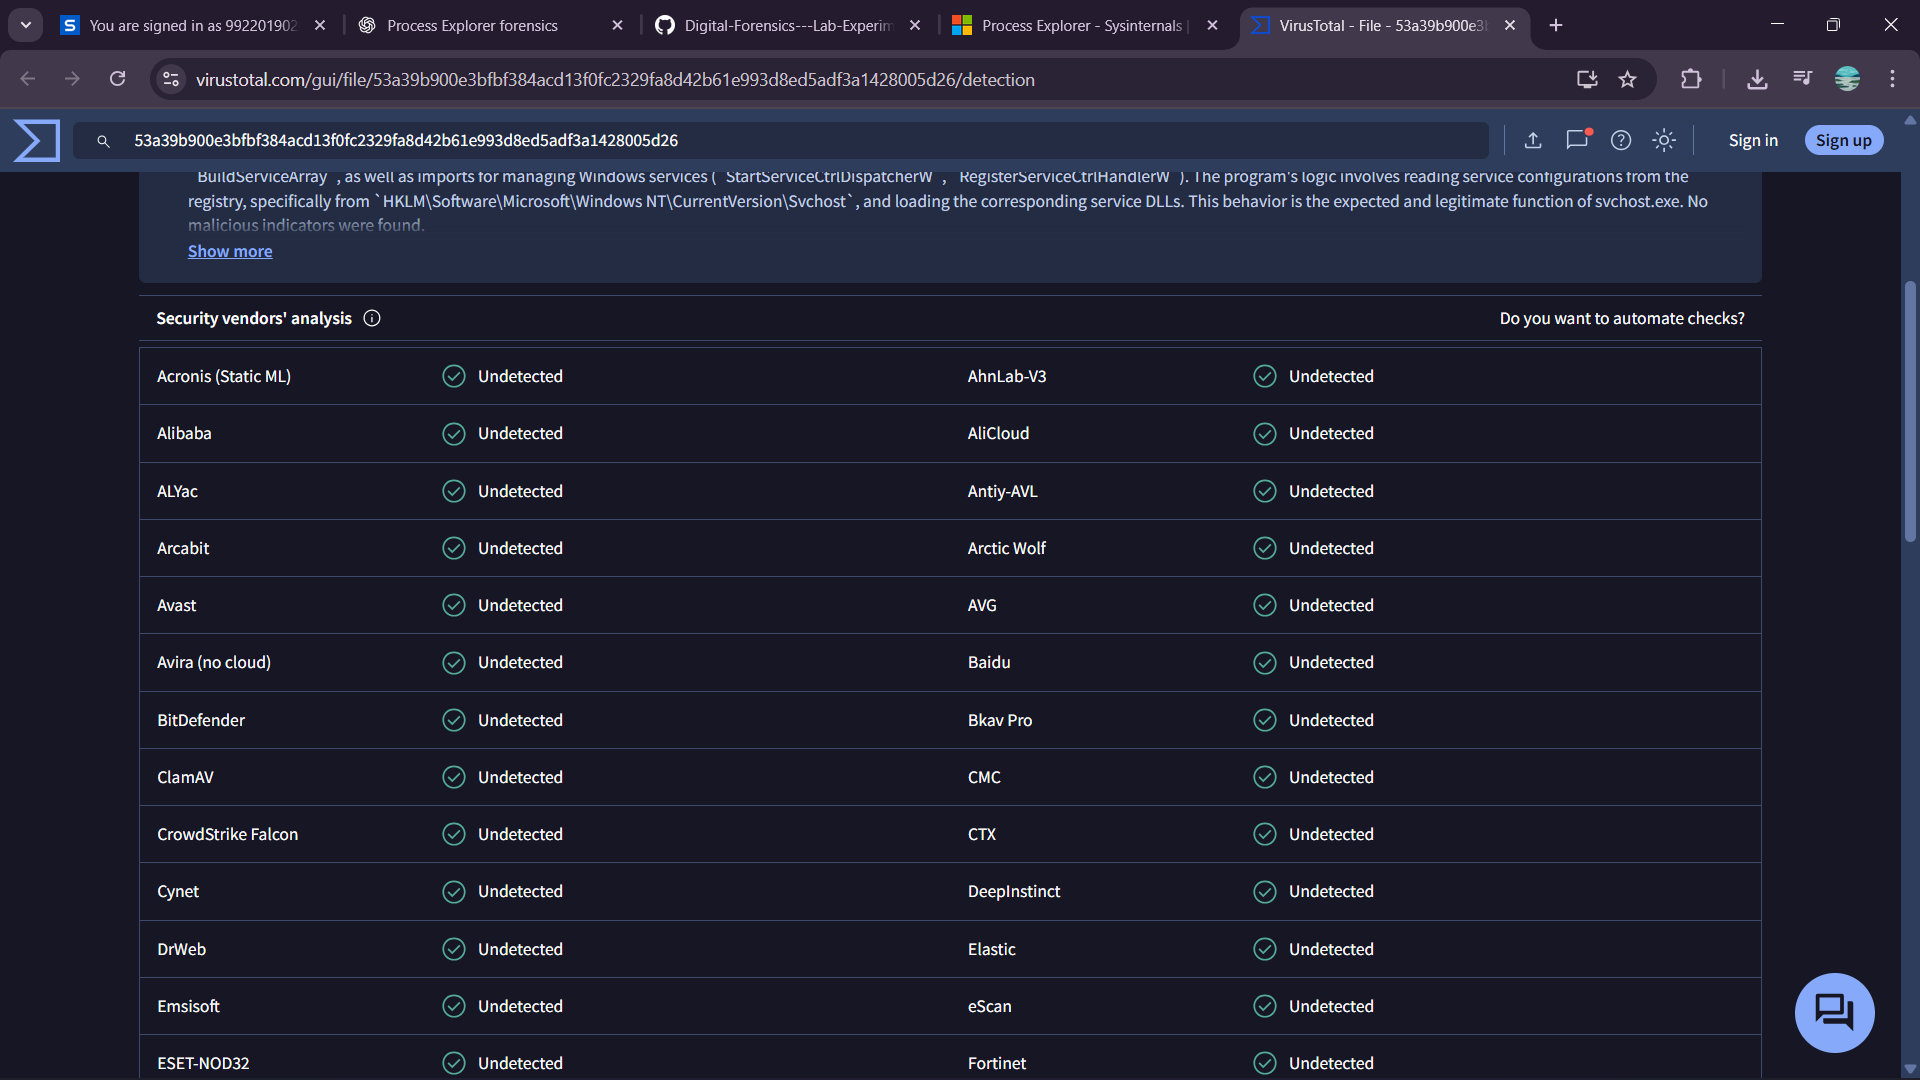 You are signed in as 992201902
Process Explorer forensics
Digital-Forensics---Lab-Experim
Process Explorer - Sysinternals |
VirusTotal - File - 53a39b900e3b
virustotal.com/gui/file/53a39b900e3bfbf384acd13f0fc2329fa8d42b61e993d8ed5adf3a1428005d26/detection
53a39b900e3bfbf384acd13f0fc2329fa8d42b61e993d8ed5adf3a1428005d26
Sign in
Sign up
`BuildServiceArray`, as well as imports for managing Windows services (`StartServiceCtrlDispatcherW`, `RegisterServiceCtrlHandlerW`). The program's logic involves reading service configurations from the
registry, specifically from `HKLM\Software\Microsoft\Windows NT\CurrentVersion\Svchost`, and loading the corresponding service DLLs. This behavior is the expected and legitimate function of svchost.exe. No
malicious indicators were found.
Show more
Security vendors' analysis
Do you want to automate checks?
Acronis (Static ML) Undetected AhnLab-V3 Undetected
Alibaba Undetected AliCloud Undetected
ALYac Undetected Antiy-AVL Undetected
Arcabit Undetected Arctic Wolf Undetected
Avast Undetected AVG Undetected
Avira (no cloud) Undetected Baidu Undetected
BitDefender Undetected Bkav Pro Undetected
ClamAV Undetected CMC Undetected
CrowdStrike Falcon Undetected CTX Undetected
Cynet Undetected DeepInstinct Undetected
DrWeb Undetected Elastic Undetected
Emsisoft Undetected eScan Undetected
ESET-NOD32 Undetected Fortinet Undetected